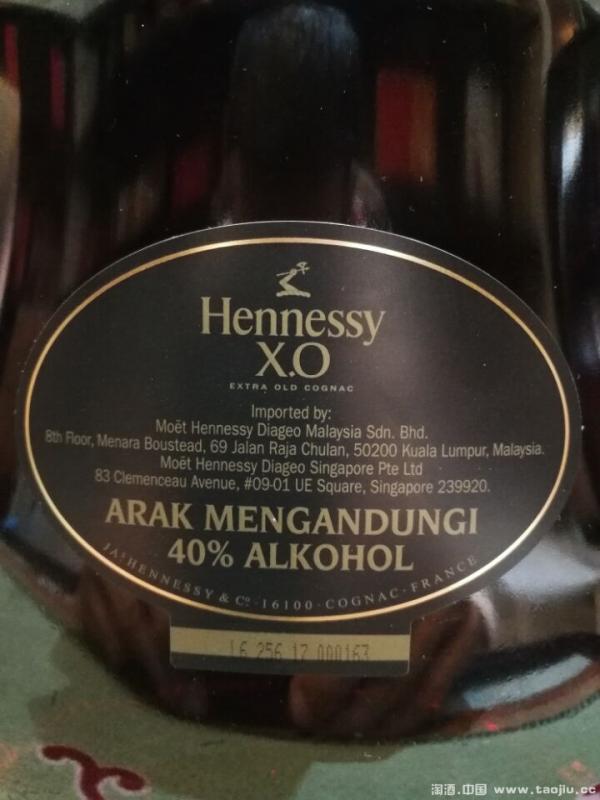 Hennessy
X.O
EXTRA OLD COGNAC
Imported by:
Moët Hennessy Diageo Malaysia Sdn. Bhd.
8th Floor, Menara Boustead, 69 Jalan Raja Chulan, 50200 Kuala Lumpur, Malaysia.
Moët Hennessy Diageo Singapore Pte Ltd
83 Clemenceau Avenue, #09-01 UE Square, Singapore 239920.
ARAK MENGANDUNGI
40% ALKOHOL
JAS HENNESSY & Cº · 16100 · COGNAC · FRANCE
16 256 17 000163
淘酒.中国 www.taojiu.cc